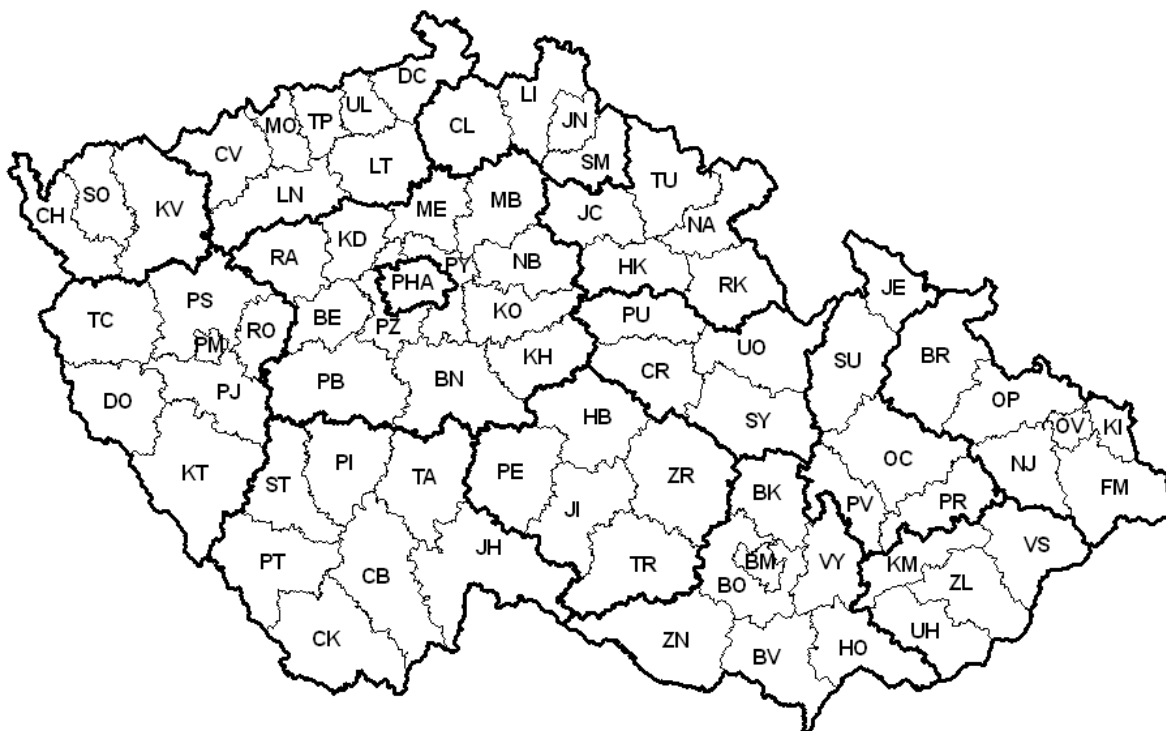 DC
LI
UL
MO
TP
CL
JN
CV
LT
SM
TU
SO
LN
MB
CH
KV
ME
JC
NA
KD
RA
PY
NB
HK
PHA
RK
JE
PS
TC
RO
BE
PZ
KO
PU
PM
UO
SU
BR
KH
PB
BN
CR
PJ
DO
OP
HB
SY
OV
KI
KT
ST
PI
TA
PE
ZR
OC
NJ
FM
BK
JI
PV
PR
JH
VS
PT
CB
TR
BM
VY
KM
BO
ZL
CK
ZN
BV
HO
UH